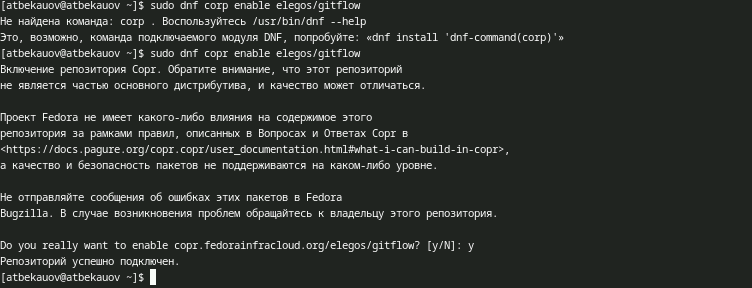 [atbekauov@atbekauov ~]$ sudo dnf corp enable elegos/gitflow
Не найдена команда: corp . Воспользуйтесь /usr/bin/dnf --help
Это, возможно, команда подключаемого модуля DNF, попробуйте: «dnf install 'dnf-command(corp)'»
[atbekauov@atbekauov ~]$ sudo dnf copr enable elegos/gitflow
Включение репозитория Copr. Обратите внимание, что этот репозиторий
не является частью основного дистрибутива, и качество может отличаться.
Проект Fedora не имеет какого-либо влияния на содержимое этого
репозитория за рамками правил, описанных в Вопросах и Ответах Copr в
<https://docs.pagure.org/copr.copr/user_documentation.html#what-i-can-build-in-copr>,
а качество и безопасность пакетов не поддерживаются на каком-либо уровне.
Не отправляйте сообщения об ошибках этих пакетов в Fedora
Bugzilla. В случае возникновения проблем обращайтесь к владельцу этого репозитория.
Do you really want to enable copr.fedorainfracloud.org/elegos/gitflow? [y/N]: y
Репозиторий успешно подключен.
[atbekauov@atbekauov ~]$